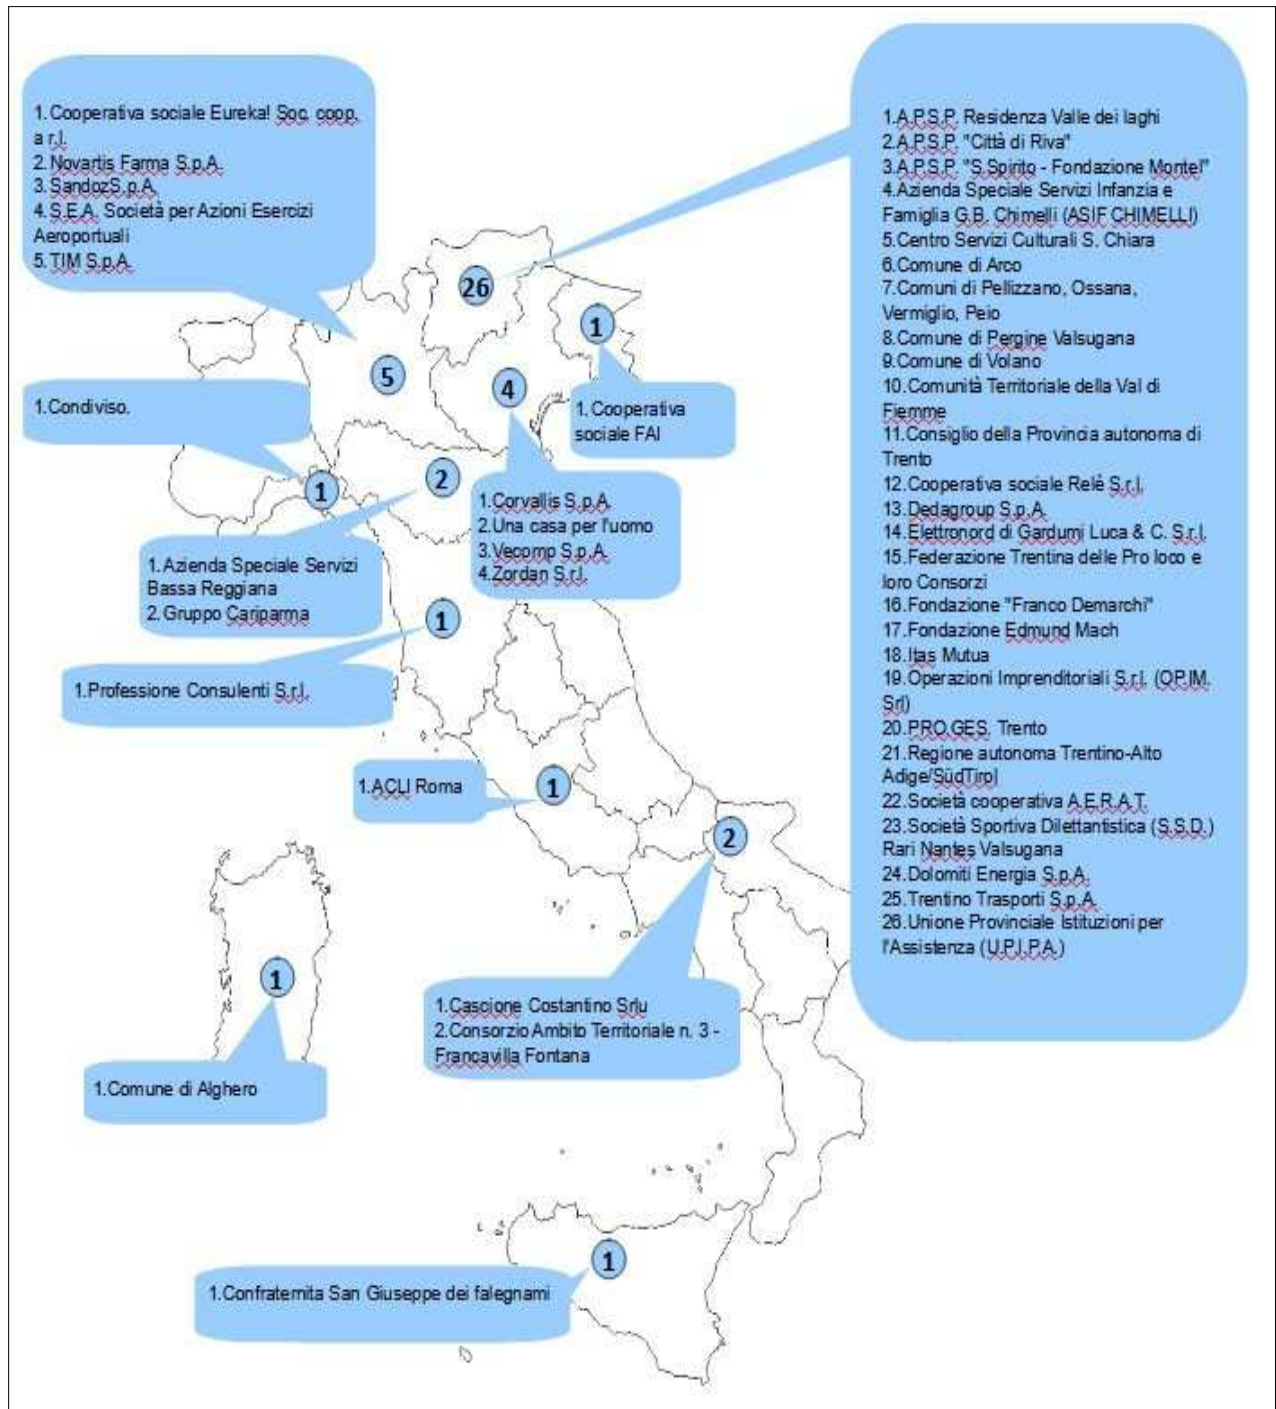 1.Cooperativa sociale Eureka! Soc. coop.
a r.l.
2.Novartis Farma S.p.A.
3.SandozS.p.A.
4.S.E.A. Società per Azioni Esercizi
Aeroportuali
5.TIM S.p.A.
1.A.P.S.P. Residenza Valle dei laghi
2.A.P.S.P. "Città di Riva"
3.A.P.S.P. "S.Spirito - Fondazione Montel"
4.Azienda Speciale Servizi Infanzia e
Famiglia G.B. Chimelli (ASIF CHIMELLI)
5.Centro Servizi Culturali S. Chiara
6.Comune di Arco
7.Comuni di Pellizzano, Ossana,
Vermiglio, Peio
8.Comune di Pergine Valsugana
9.Comune di Volano
10.Comunità Territoriale della Val di
Fiemme
11.Consiglio della Provincia autonoma di
Trento
12.Cooperativa sociale Relè S.r.l.
13.Dedagroup S.p.A.
14.Elettronord di Gardumi Luca & C. S.r.l.
15.Federazione Trentina delle Pro loco e
loro Consorzi
16.Fondazione "Franco Demarchi"
17.Fondazione Edmund Mach
18.Itas Mutua
19.Operazioni Imprenditoriali S.r.l. (OP.IM.
Srl)
20.PRO.GES. Trento
21.Regione autonoma Trentino-Alto
Adige/SüdTirol
22.Società cooperativa A.E.R.A.T.
23.Società Sportiva Dilettantistica (S.S.D.)
Rari Nantes Valsugana
24.Dolomiti Energia S.p.A.
25.Trentino Trasporti S.p.A.
26.Unione Provinciale Istituzioni per
l'Assistenza (U.P.I.P.A.)
26
1
5
4
1.Condiviso.
1.Cooperativa
sociale FAI
2
1
1.Corvallis S.p.A.
2.Una casa per l'uomo
3.Vecomp S.p.A.
4.Zordan S.r.l.
1.Azienda Speciale Servizi
Bassa Reggiana
2.Gruppo Cariparma
1
1.Professione Consulenti S.r.l.
1.ACLI Roma
1
2
1
1.Cascione Costantino Srlu
2.Consorzio Ambito Territoriale n. 3 -
Francavilla Fontana
1.Comune di Alghero
1
1.Confraternita San Giuseppe dei falegnami